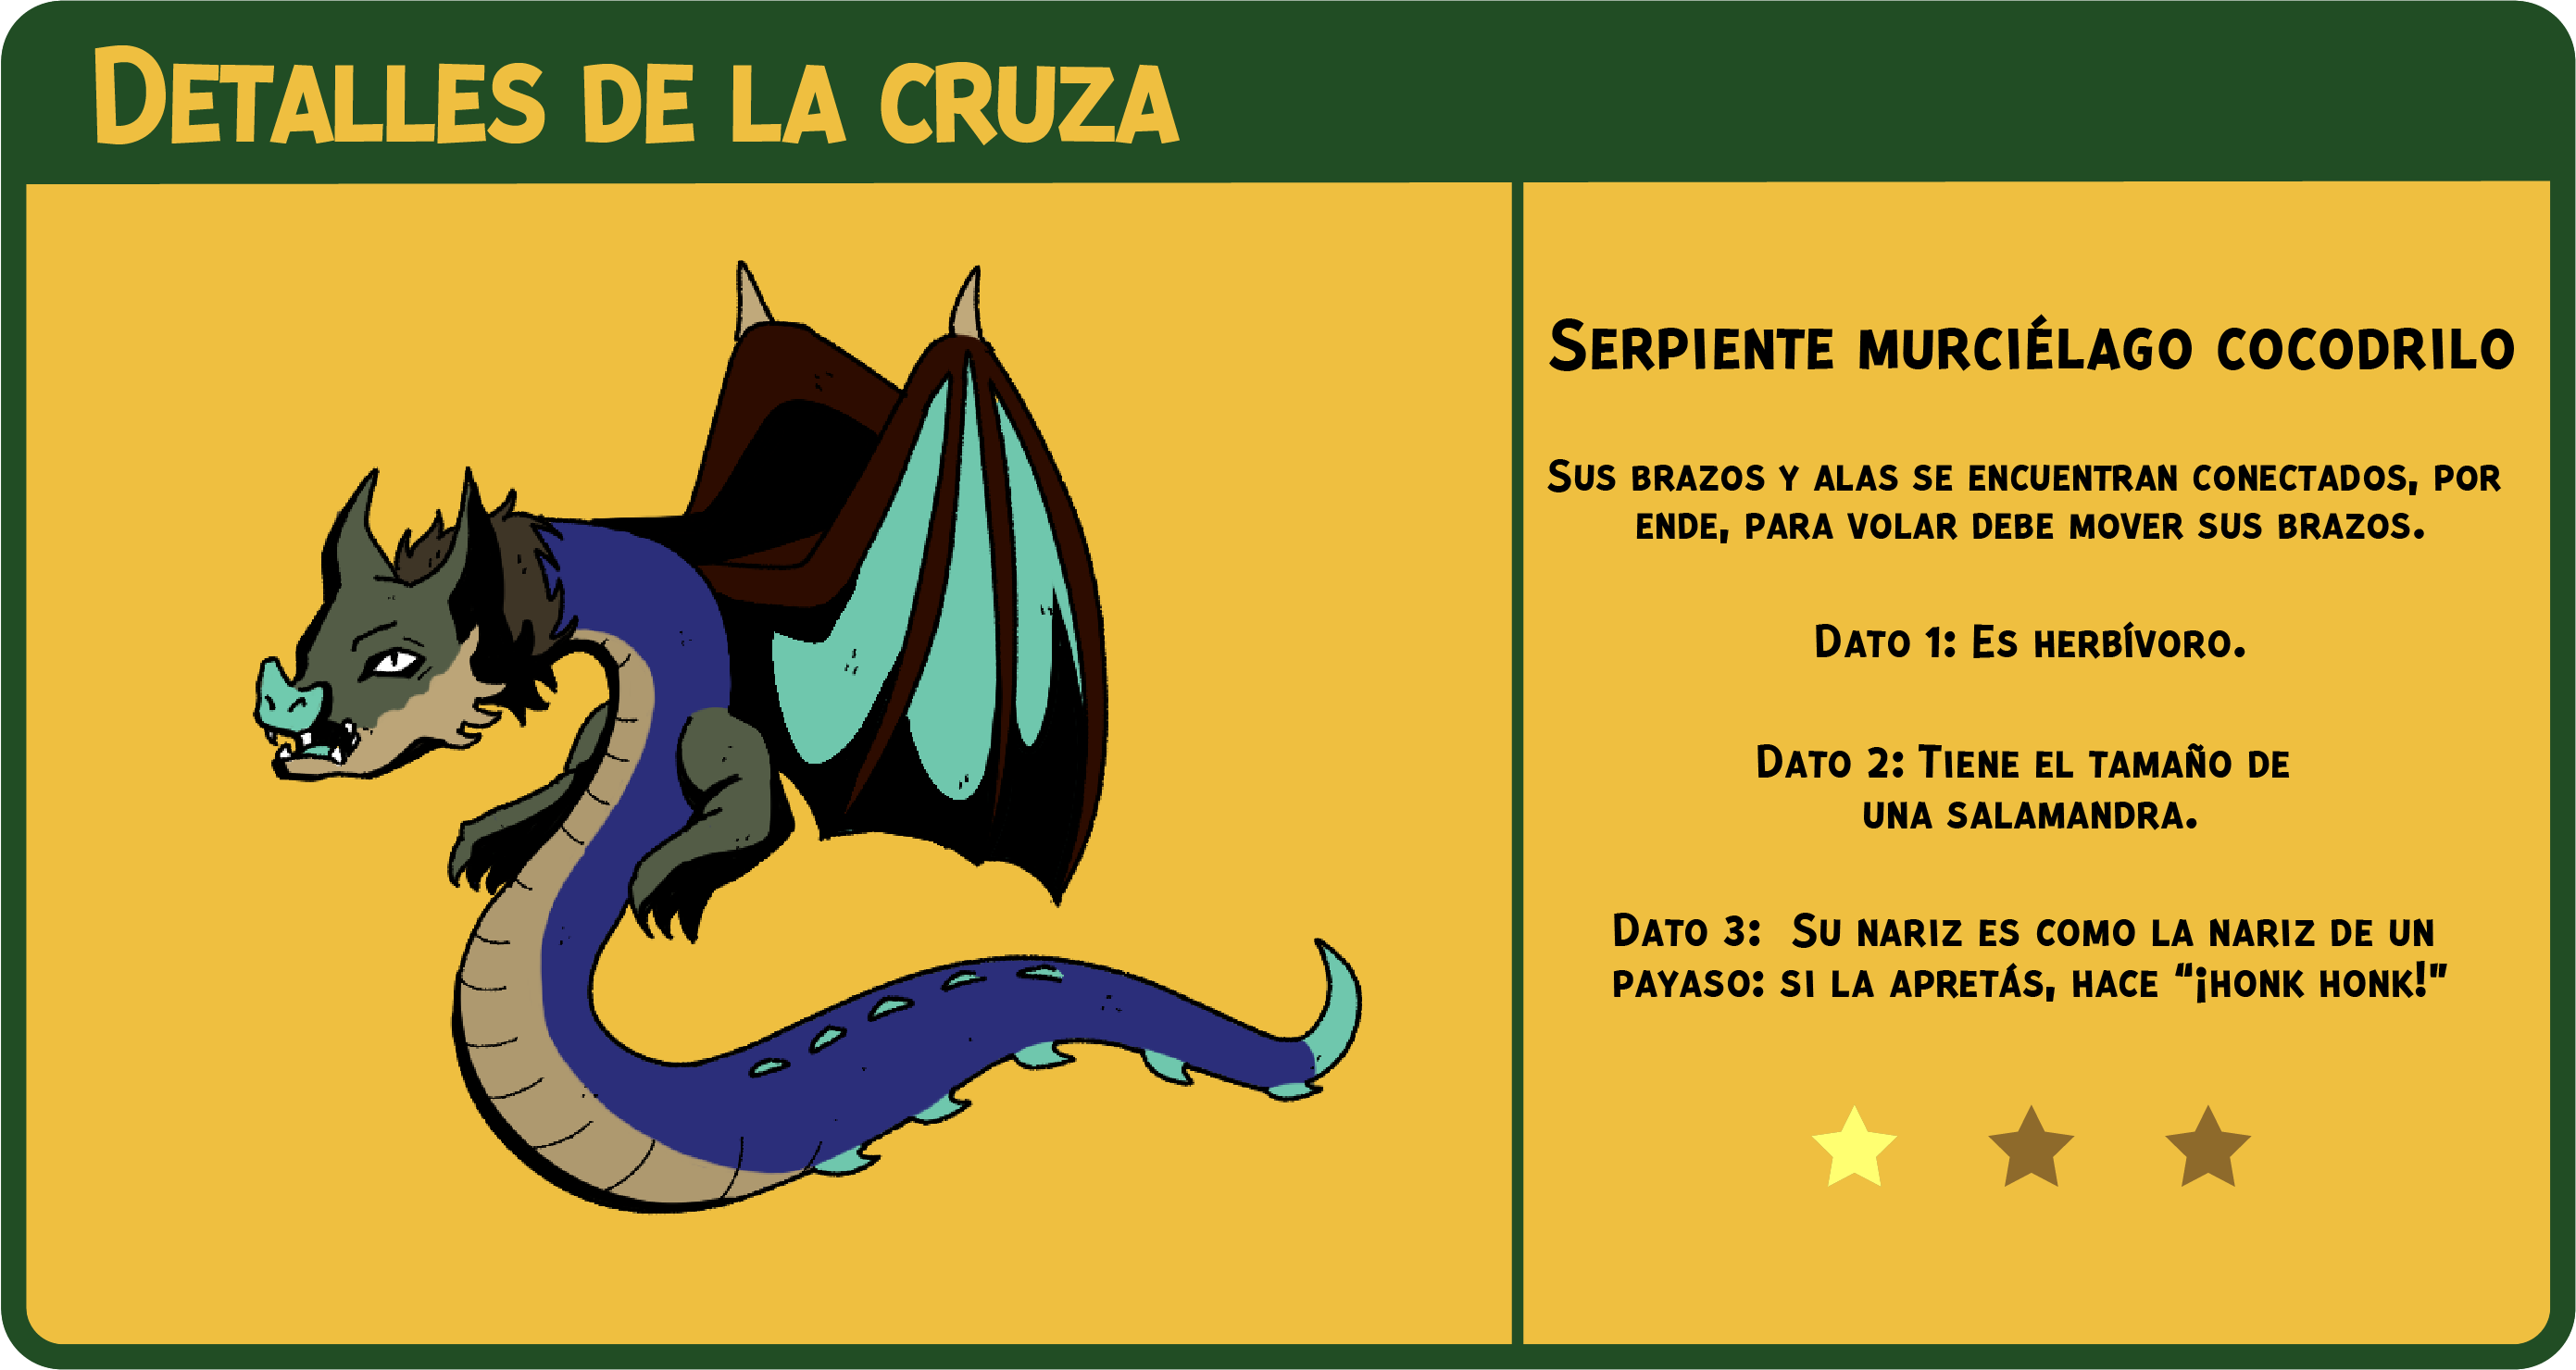 Detalles de la cruza
Serpiente murciélago cocodrilo
Sus brazos y alas se encuentran conectados, por
ende, para volar debe mover sus brazos.
Dato 1: Es herbívoro.
Dato 2: Tiene el tamaño de
una salamandra.
Dato 3: Su nariz es como la nariz de un
payaso: si la apretás, hace “¡honk honk!”